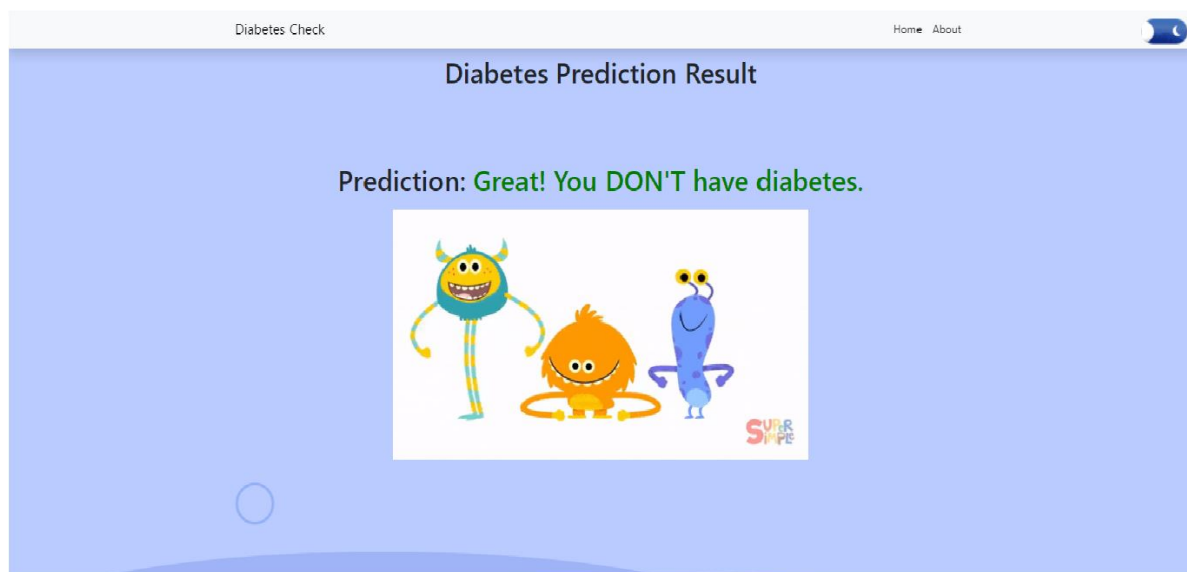 Diabetes Check
Home About
Diabetes Prediction Result
Prediction: Great! You DON'T have diabetes.
SUPER
SIMPLE